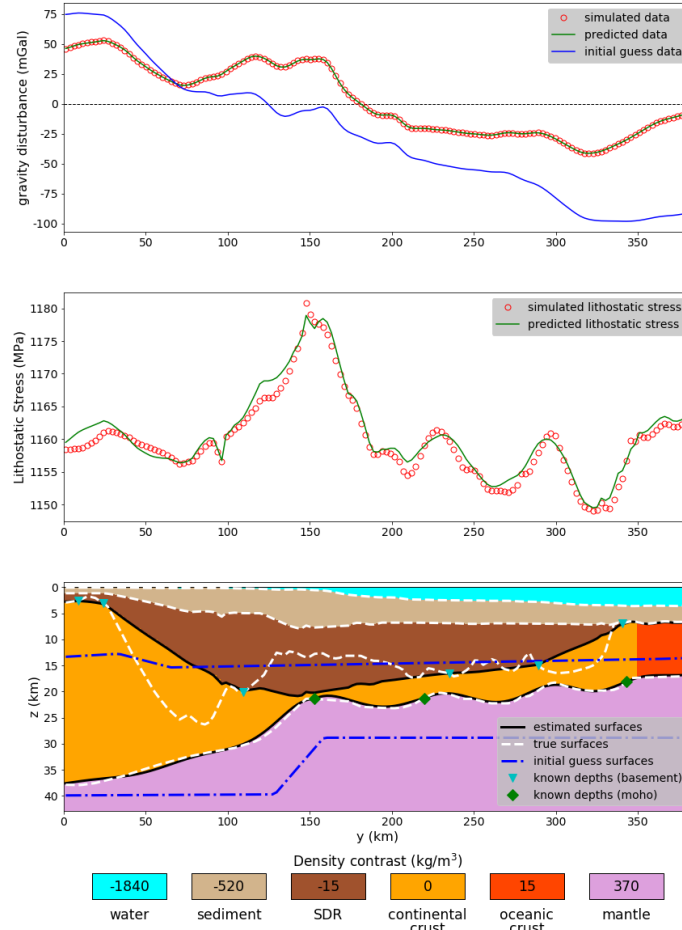 75
50
25
0
-25
-50
-75
-100
gravity disturbance (mGal)
simulated data
predicted data
initial guess data
0 50 100 150 200 250 300 350
1180
1175
1170
1165
1160
1155
1150
Lithostatic Stress (MPa)
simulated lithostatic stress
predicted lithostatic stress
0 50 100 150 200 250 300 350
0
5
10
15
20
25
30
35
40
z (km)
estimated surfaces
true surfaces
initial guess surfaces
known depths (basement)
known depths (moho)
0 50 100 150 200 250 300 350
y (km)
Density contrast (kg/m³)
-1840 -520 -15 0 15 370
water sediment SDR continental oceanic mantle
crust crust